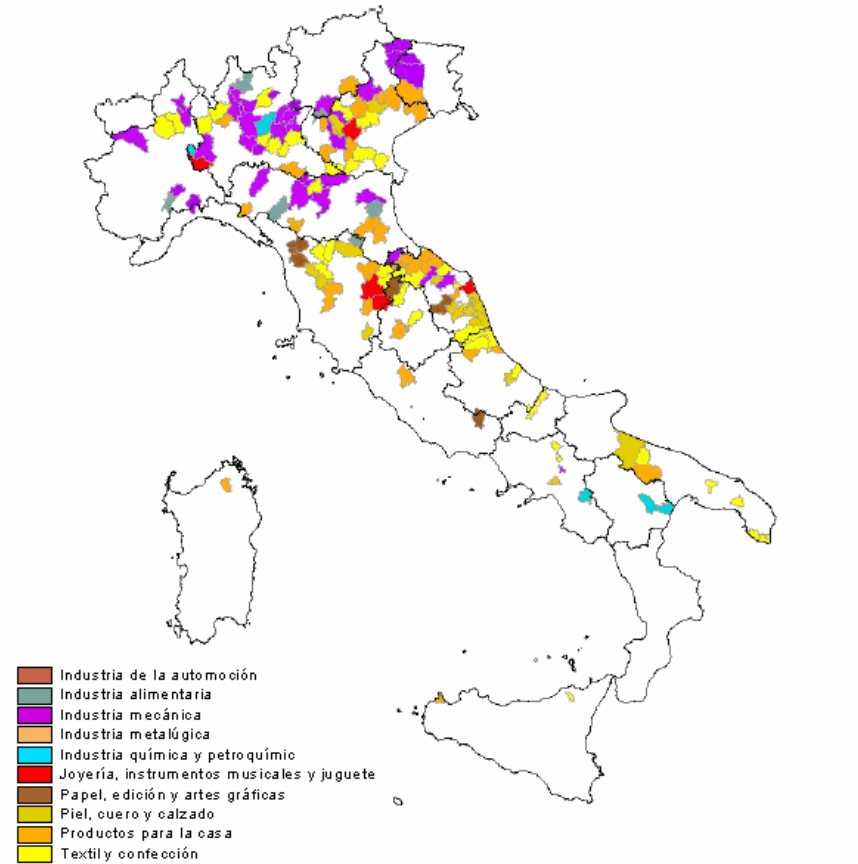 Industria de la automoción
Industria alimentaria
Industria mecánica
Industria metalúgica
Industria química y petroquímic
Joyería, instrumentos musicales y juguete
Papel, edición y artes gráficas
Piel, cuero y calzado
Productos para la casa
Textil y confección